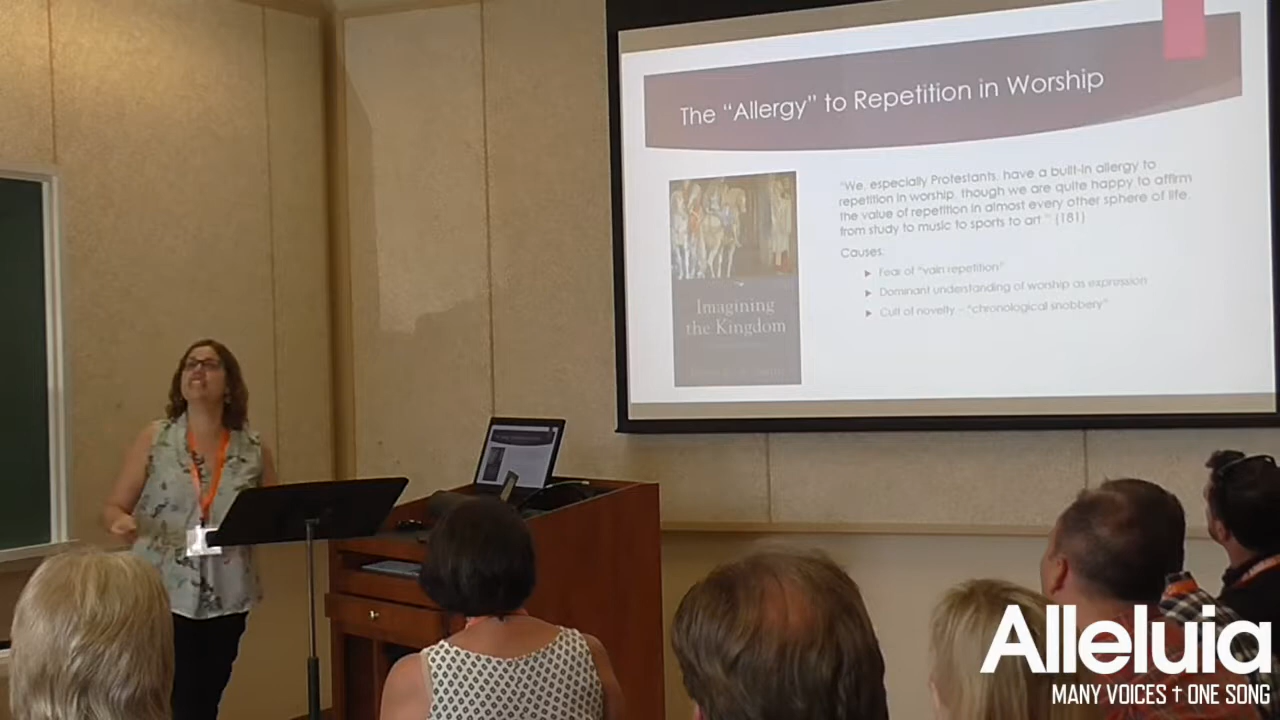 The “Allergy” to Repetition in Worship
“We, especially Protestants, have a built-in allergy to
repetition in worship, though we are quite happy to affirm
the value of repetition in almost every other sphere of life,
from study to music to sports to art.” (181)
Causes:
Fear of “vain repetition”
Dominant understanding of worship as expression
Cult of novelty – “chronological snobbery”
Imagining
the Kingdom
Alleluia
MANY VOICES † ONE SONG